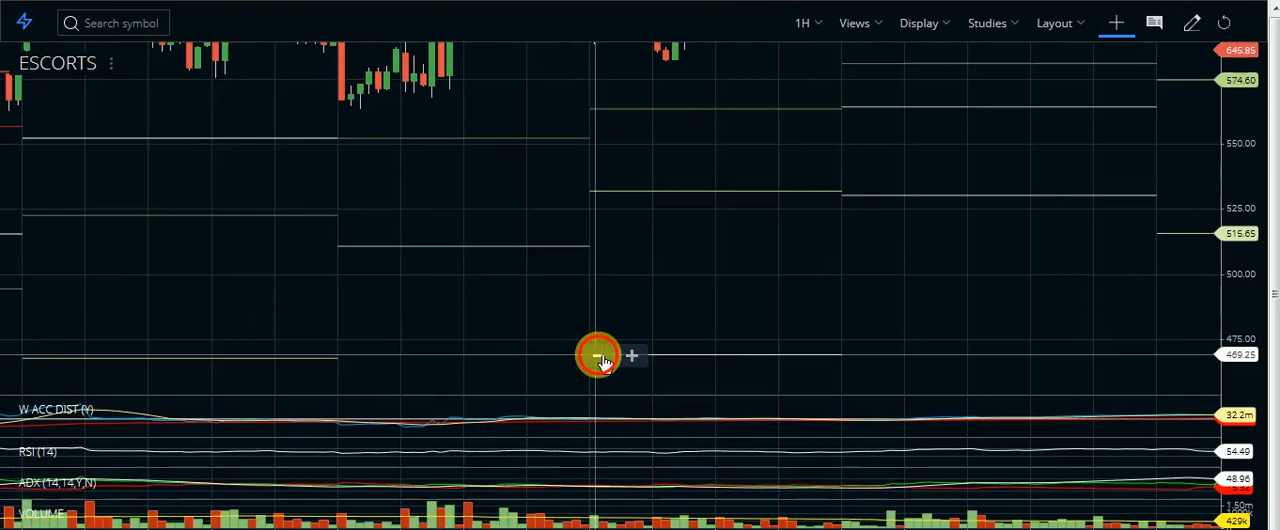 Search symbol
1H Views Display Studies Layout
ESCORTS
645.85
574.60
550.00
525.00
515.65
500.00
475.00
469.25
W ACC DIST (Y)
32.2m
RSI (14)
54.49
ADX (14,14,Y,N)
48.96
1.50m
VOLUME
429k